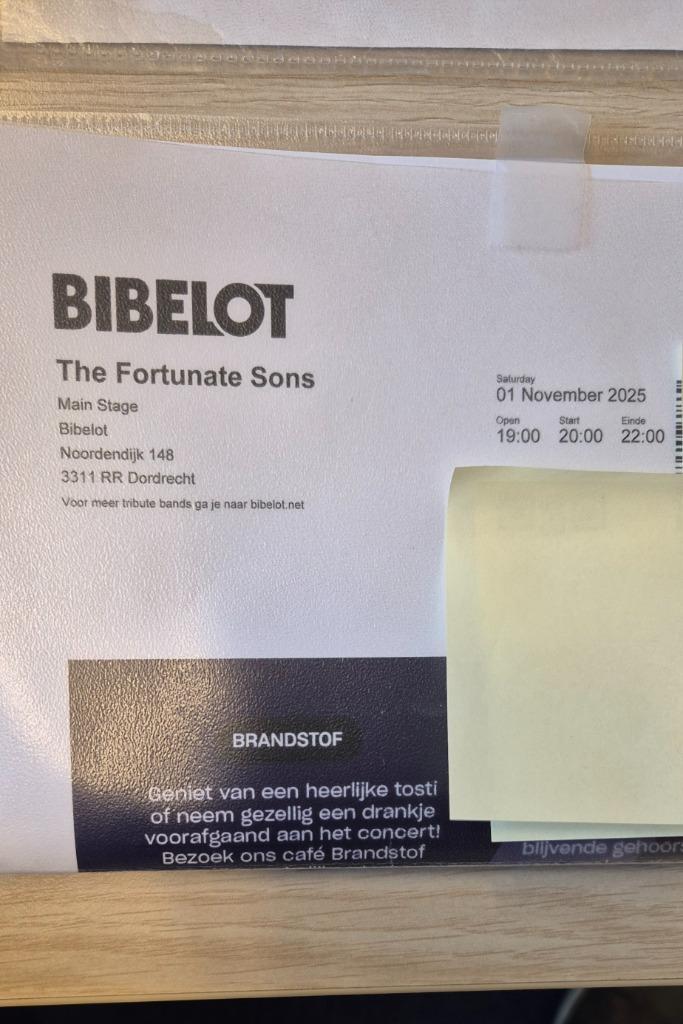 BIBELOT
The Fortunate Sons
Main Stage
Bibelot
Noordendijk 148
3311 RR Dordrecht
Voor meer tribute bands ga je naar bibelot.net
Saturday
01 November 2025
Open Start Einde
19:00 20:00 22:00
BRANDSTOF
Geniet van een heerlijke tosti
of neem gezellig een drankje
voorafgaand aan het concert!
Bezoek ons café Brandstof
blijvende gehoors